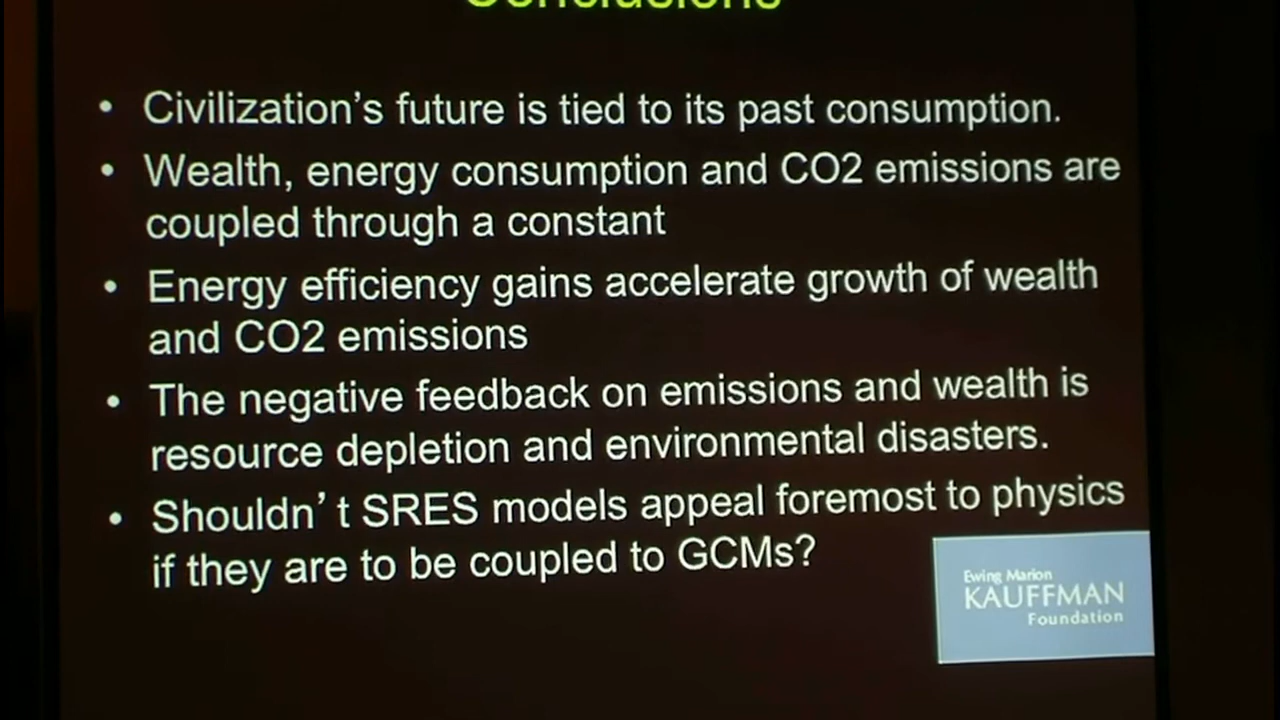 Conclusions
• Civilization's future is tied to its past consumption.
• Wealth, energy consumption and CO2 emissions are
coupled through a constant
• Energy efficiency gains accelerate growth of wealth
and CO2 emissions
• The negative feedback on emissions and wealth is
resource depletion and environmental disasters.
• Shouldn't SRES models appeal foremost to physics
if they are to be coupled to GCMs?
Ewing Marion
KAUFFMAN
Foundation